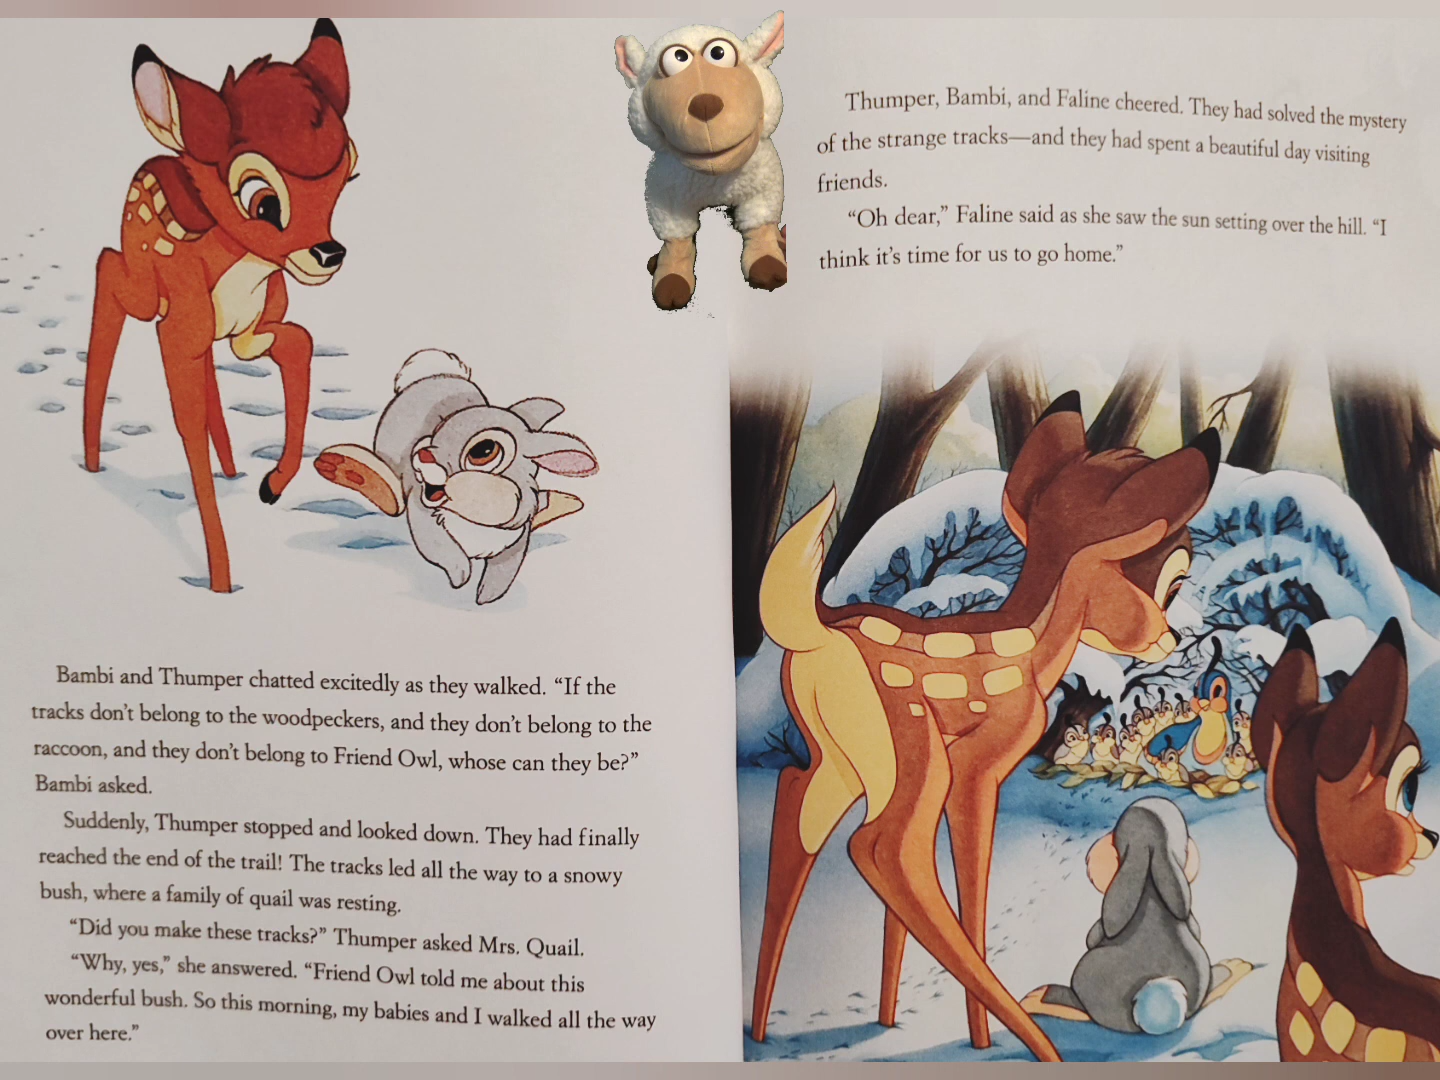 Bambi and Thumper chatted excitedly as they walked. “If the
tracks don’t belong to the woodpeckers, and they don’t belong to the
raccoon, and they don’t belong to Friend Owl, whose can they be?”
Bambi asked.
Suddenly, Thumper stopped and looked down. They had finally
reached the end of the trail! The tracks led all the way to a snowy
bush, where a family of quail was resting.
“Did you make these tracks?” Thumper asked Mrs. Quail.
“Why, yes,” she answered. “Friend Owl told me about this
wonderful bush. So this morning, my babies and I walked all the way
over here.”
Thumper, Bambi, and Faline cheered. They had solved the mystery
of the strange tracks—and they had spent a beautiful day visiting
friends.
“Oh dear,” Faline said as she saw the sun setting over the hill. “I
think it’s time for us to go home.”